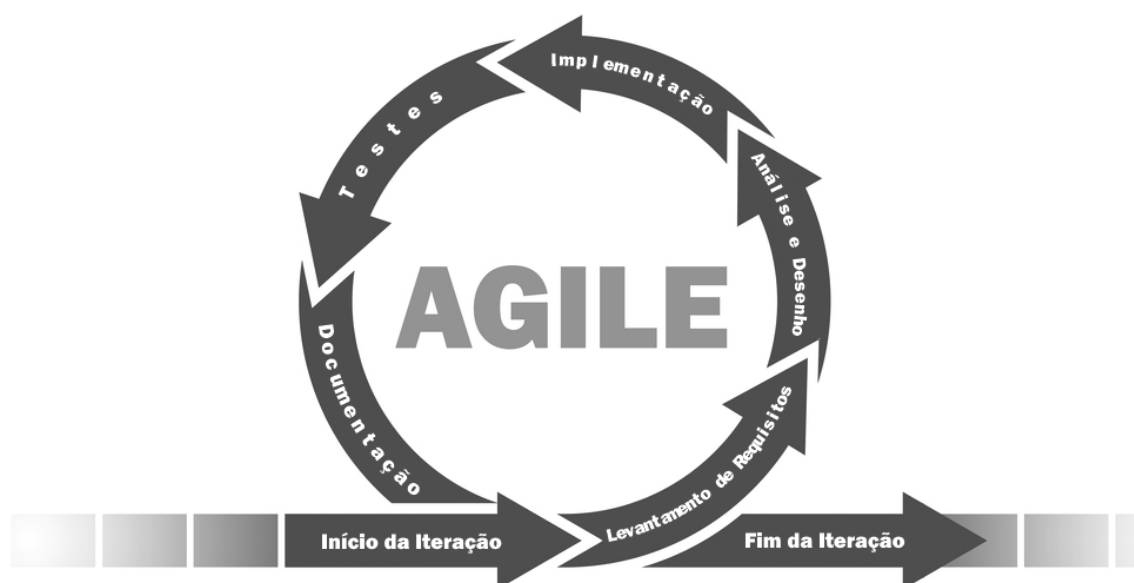 Implementação
Testes
Análise e Desenho
AGILE
Documentação
Levantamento de Requisitos
Início da Iteração
Fim da Iteração